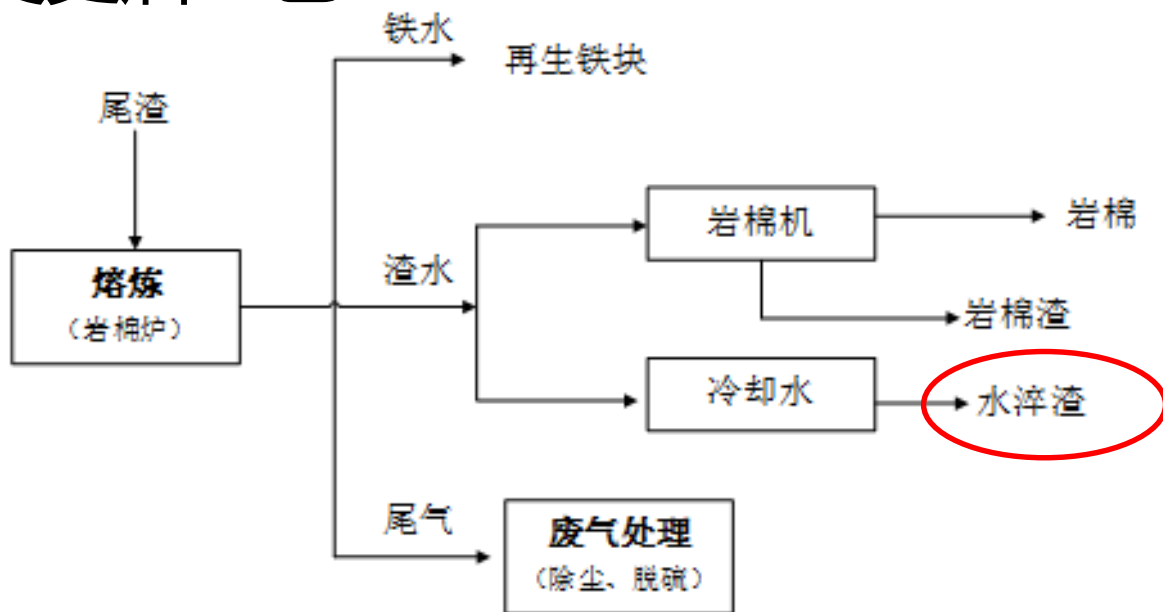 铁水
再生铁块
尾渣
岩棉机
岩棉
熔炼
（岩棉炉）
渣水
岩棉渣
冷却水
水淬渣
尾气
废气处理
（除尘、脱硫）